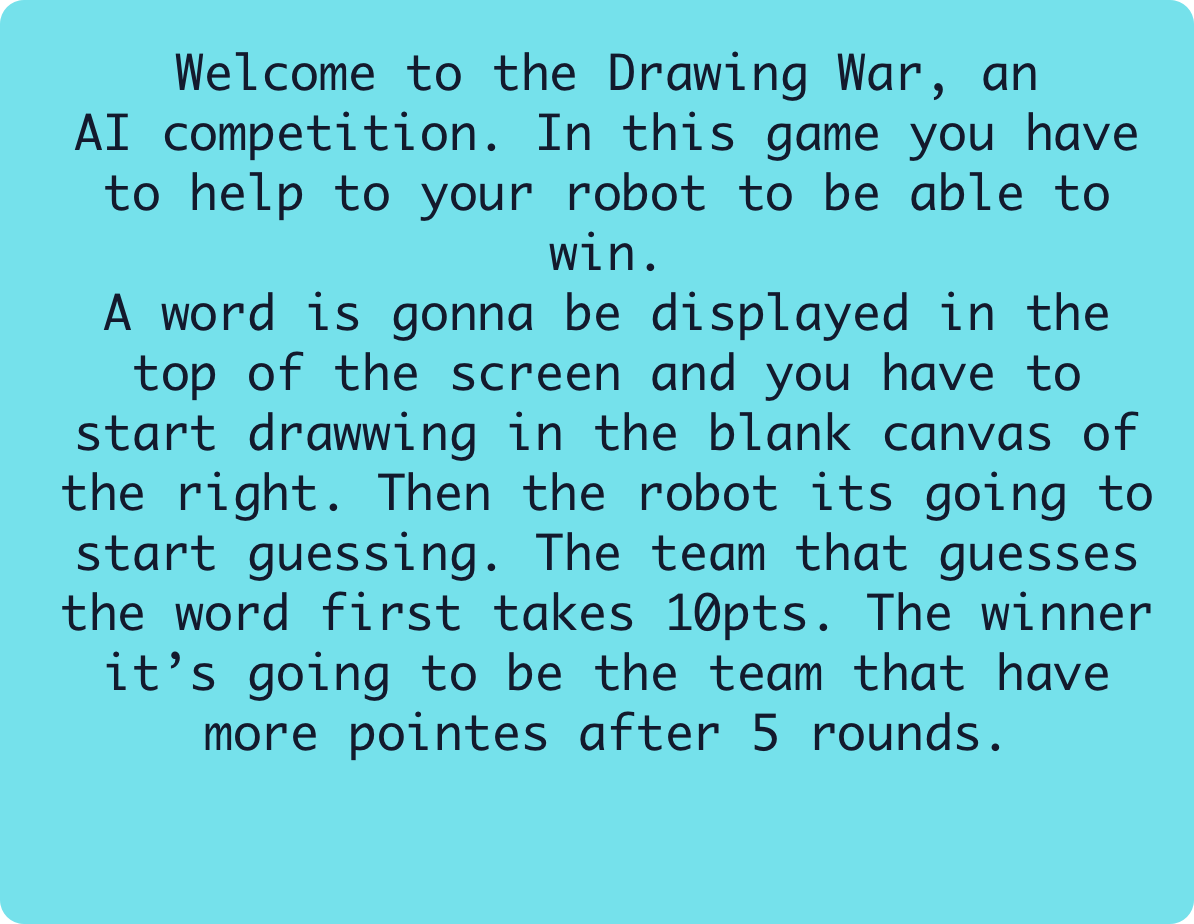 Welcome to the Drawing War, an
AI competition. In this game you have
to help to your robot to be able to
win.
A word is gonna be displayed in the
top of the screen and you have to
start drawwing in the blank canvas of
the right. Then the robot its going to
start guessing. The team that guesses
the word first takes 10pts. The winner
it’s going to be the team that have
more pointes after 5 rounds.